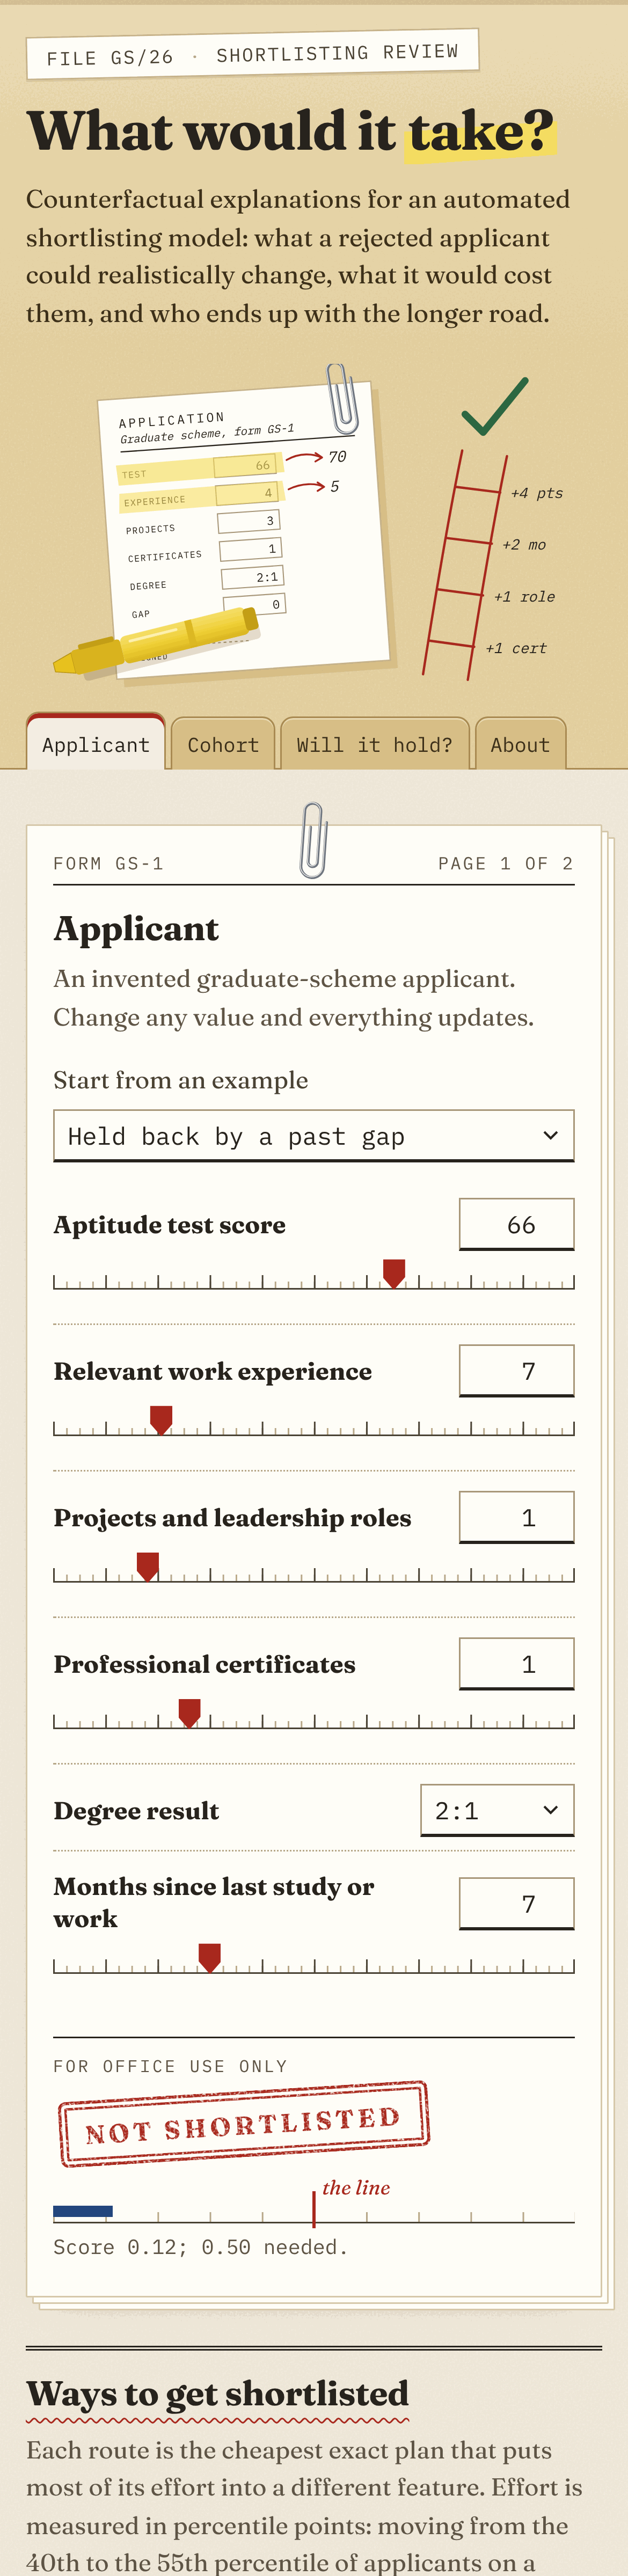 FILE GS/26 · SHORTLISTING REVIEW
What would it take?
Counterfactual explanations for an automated
shortlisting model: what a rejected applicant
could realistically change, what it would cost
them, and who ends up with the longer road.
APPLICATION
Graduate scheme, form GS-1
TEST 66 70
EXPERIENCE 4 5
PROJECTS 3
CERTIFICATES 1
DEGREE 2:1
GAP 0
+4 pts
+2 mo
+1 role
+1 cert
Applicant Cohort Will it hold? About
FORM GS-1 PAGE 1 OF 2
Applicant
An invented graduate-scheme applicant.
Change any value and everything updates.
Start from an example
Held back by a past gap
Aptitude test score 66
Relevant work experience 7
Projects and leadership roles 1
Professional certificates 1
Degree result 2:1
Months since last study or
work 7
FOR OFFICE USE ONLY
NOT SHORTLISTED
the line
Score 0.12; 0.50 needed.
Ways to get shortlisted
Each route is the cheapest exact plan that puts
most of its effort into a different feature. Effort is
measured in percentile points: moving from the
40th to the 55th percentile of applicants on a